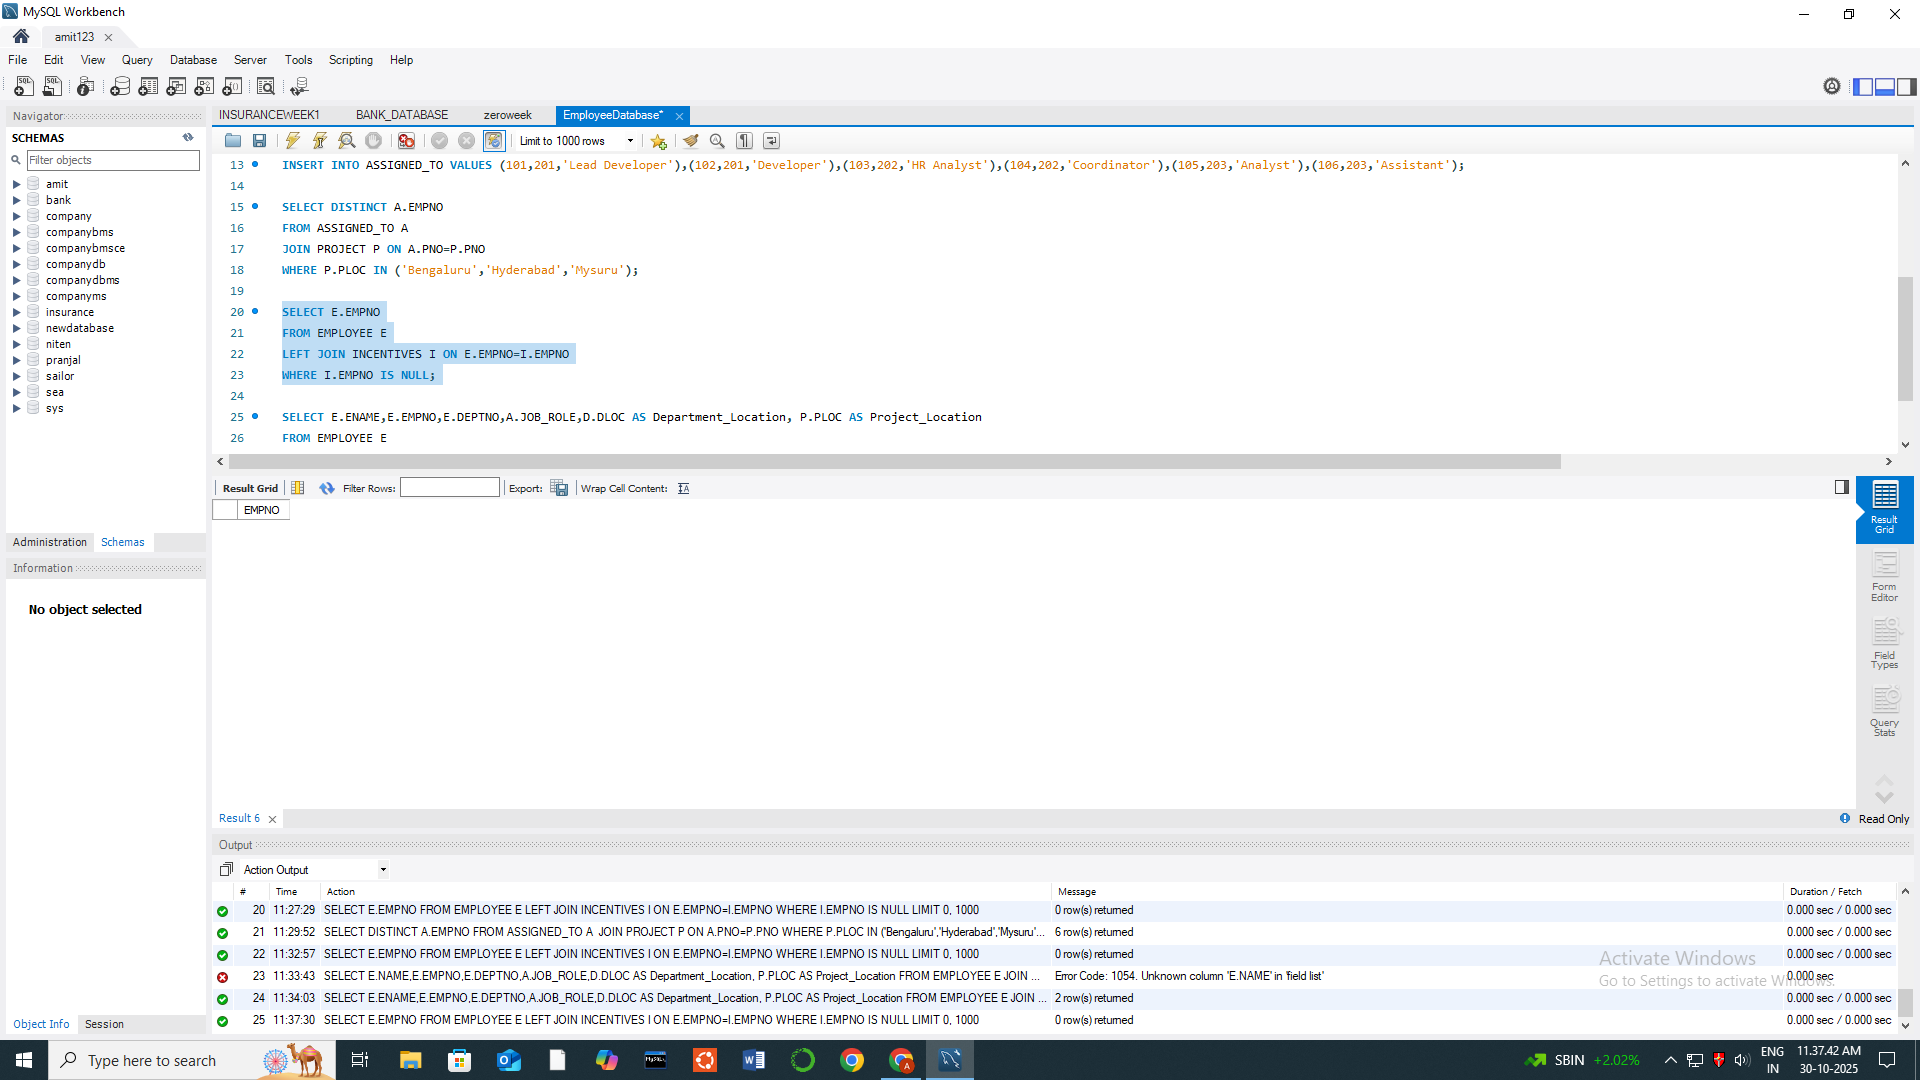 MySQL Workbench
amit123
File Edit View Query Database Server Tools Scripting Help
Navigator
SCHEMAS
Filter objects
amit
bank
company
companybms
companybmsce
companydb
companydbms
companyms
insurance
newdatabase
niten
pranjal
sailor
sea
sys
Administration Schemas
Information
No object selected
Object Info Session
INSURANCEWEEK1 BANK_DATABASE zeroweek EmployeeDatabase*
Limit to 1000 rows
13 INSERT INTO ASSIGNED_TO VALUES (101,201,'Lead Developer'),(102,201,'Developer'),(103,202,'HR Analyst'),(104,202,'Coordinator'),(105,203,'Analyst'),(106,203,'Assistant');
14
15 SELECT DISTINCT A.EMPNO
16 FROM ASSIGNED_TO A
17 JOIN PROJECT P ON A.PNO=P.PNO
18 WHERE P.PLOC IN ('Bengaluru','Hyderabad','Mysuru');
19
20 SELECT E.EMPNO
21 FROM EMPLOYEE E
22 LEFT JOIN INCENTIVES I ON E.EMPNO=I.EMPNO
23 WHERE I.EMPNO IS NULL;
24
25 SELECT E.ENAME,E.EMPNO,E.DEPTNO,A.JOB_ROLE,D.DLOC AS Department_Location, P.PLOC AS Project_Location
26 FROM EMPLOYEE E
Result Grid Filter Rows: Export: Wrap Cell Content:
EMPNO
Result Grid
Form Editor
Field Types
Query Stats
Result 6
Read Only
Output
Action Output
# Time Action Message Duration / Fetch
20 11:27:29 SELECT E.EMPNO FROM EMPLOYEE E LEFT JOIN INCENTIVES I ON E.EMPNO=I.EMPNO WHERE I.EMPNO IS NULL LIMIT 0, 1000 0 row(s) returned 0.000 sec / 0.000 sec
21 11:29:52 SELECT DISTINCT A.EMPNO FROM ASSIGNED_TO A JOIN PROJECT P ON A.PNO=P.PNO WHERE P.PLOC IN ('Bengaluru','Hyderabad','Mysuru'... 6 row(s) returned 0.000 sec / 0.000 sec
22 11:32:57 SELECT E.EMPNO FROM EMPLOYEE E LEFT JOIN INCENTIVES I ON E.EMPNO=I.EMPNO WHERE I.EMPNO IS NULL LIMIT 0, 1000 0 row(s) returned 0.000 sec / 0.000 sec
23 11:33:43 SELECT E.NAME,E.EMPNO,E.DEPTNO,A.JOB_ROLE,D.DLOC AS Department_Location, P.PLOC AS Project_Location FROM EMPLOYEE E JOIN ... Error Code: 1054. Unknown column 'E.NAME' in 'field list' 0.000 sec
24 11:34:03 SELECT E.ENAME,E.EMPNO,E.DEPTNO,A.JOB_ROLE,D.DLOC AS Department_Location, P.PLOC AS Project_Location FROM EMPLOYEE E JOIN ... 2 row(s) returned 0.000 sec / 0.000 sec
25 11:37:30 SELECT E.EMPNO FROM EMPLOYEE E LEFT JOIN INCENTIVES I ON E.EMPNO=I.EMPNO WHERE I.EMPNO IS NULL LIMIT 0, 1000 0 row(s) returned 0.000 sec / 0.000 sec
Activate Windows
Go to Settings to activate Windows.
Type here to search
SBIN +2.02%
ENG
IN
11.37.42 AM
30-10-2025